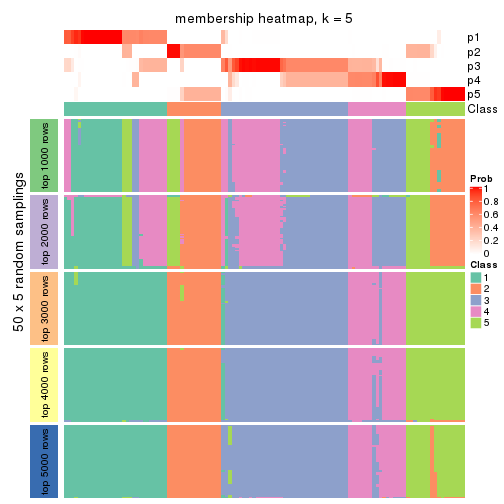 membership heatmap, k = 5
p1
p2
p3
p4
p5
Class
50 x 5 random samplings
top 1000 rows
top 2000 rows
top 3000 rows
top 4000 rows
top 5000 rows
Prob
1
0.8
0.6
0.4
0.2
0
Class
1
2
3
4
5